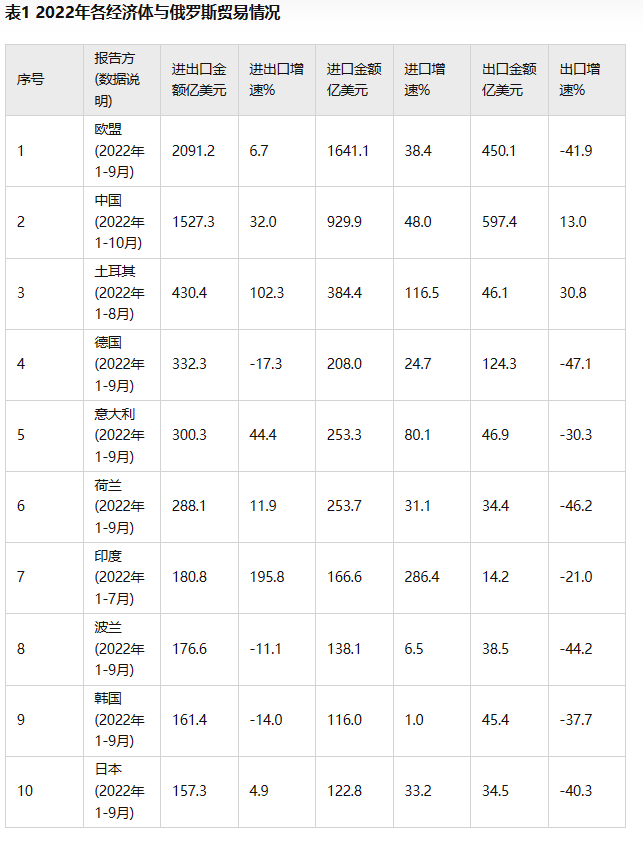 表1 2022年各经济体与俄罗斯贸易情况
序号 报告方(数据说明) 进出口金额亿美元 进出口增速% 进口金额亿美元 进口增速% 出口金额亿美元 出口增速%
1 欧盟(2022年1-9月) 2091.2 6.7 1641.1 38.4 450.1 -41.9
2 中国(2022年1-10月) 1527.3 32.0 929.9 48.0 597.4 13.0
3 土耳其(2022年1-8月) 430.4 102.3 384.4 116.5 46.1 30.8
4 德国(2022年1-9月) 332.3 -17.3 208.0 24.7 124.3 -47.1
5 意大利(2022年1-9月) 300.3 44.4 253.3 80.1 46.9 -30.3
6 荷兰(2022年1-9月) 288.1 11.9 253.7 31.1 34.4 -46.2
7 印度(2022年1-7月) 180.8 195.8 166.6 286.4 14.2 -21.0
8 波兰(2022年1-9月) 176.6 -11.1 138.1 6.5 38.5 -44.2
9 韩国(2022年1-9月) 161.4 -14.0 116.0 1.0 45.4 -37.7
10 日本(2022年1-9月) 157.3 4.9 122.8 33.2 34.5 -40.3